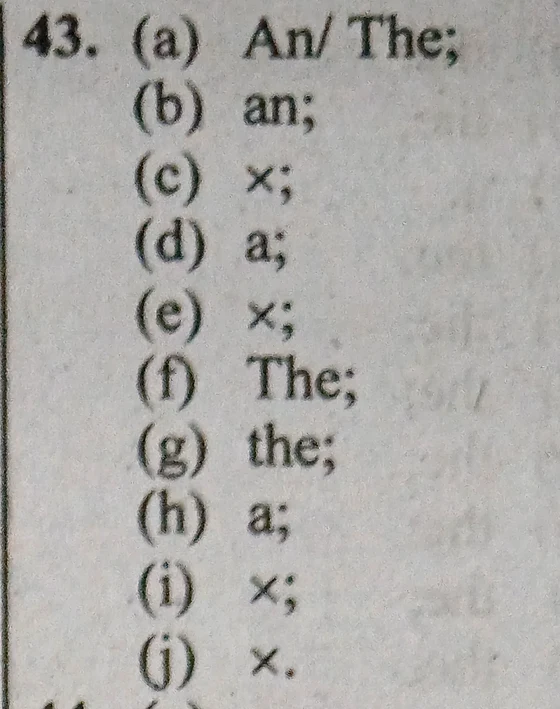 43. (a) An/ The;
(b) an;
(c) ×;
(d) a;
(e) ×;
(f) The;
(g) the;
(h) a;
(i) ×;
(j) ×.